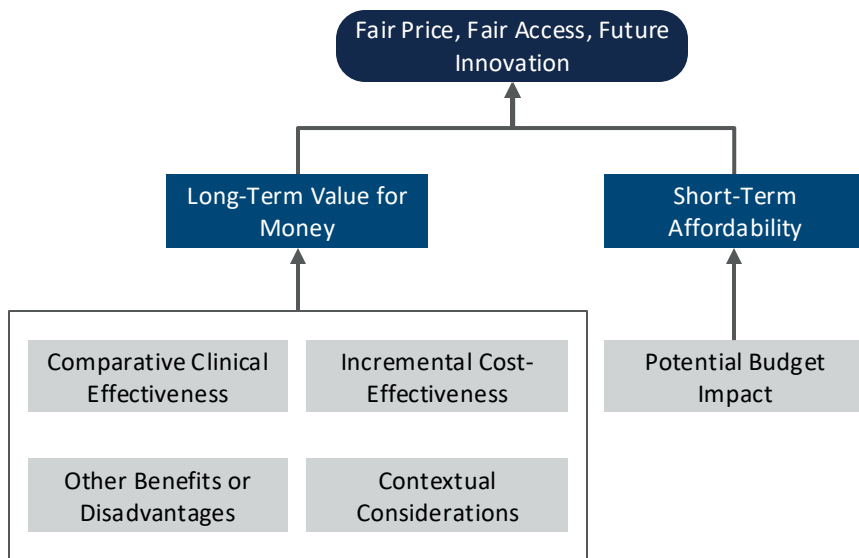 Fair Price, Fair Access, Future
Innovation
Long-Term Value for
Money
Short-Term
Affordability
Comparative Clinical
Effectiveness
Incremental Cost-
Effectiveness
Potential Budget
Impact
Other Benefits or
Disadvantages
Contextual
Considerations